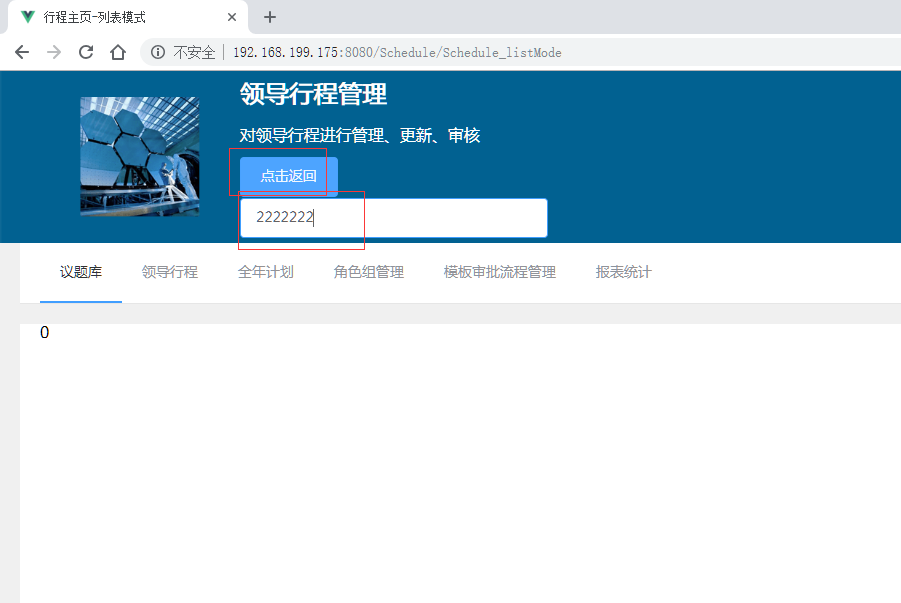 行程主页-列表模式
不安全 192.168.199.175:8080/Schedule/Schedule_listMode
领导行程管理
对领导行程进行管理、更新、审核
点击返回
2222222
议题库 领导行程 全年计划 角色组管理 模板审批流程管理 报表统计
0